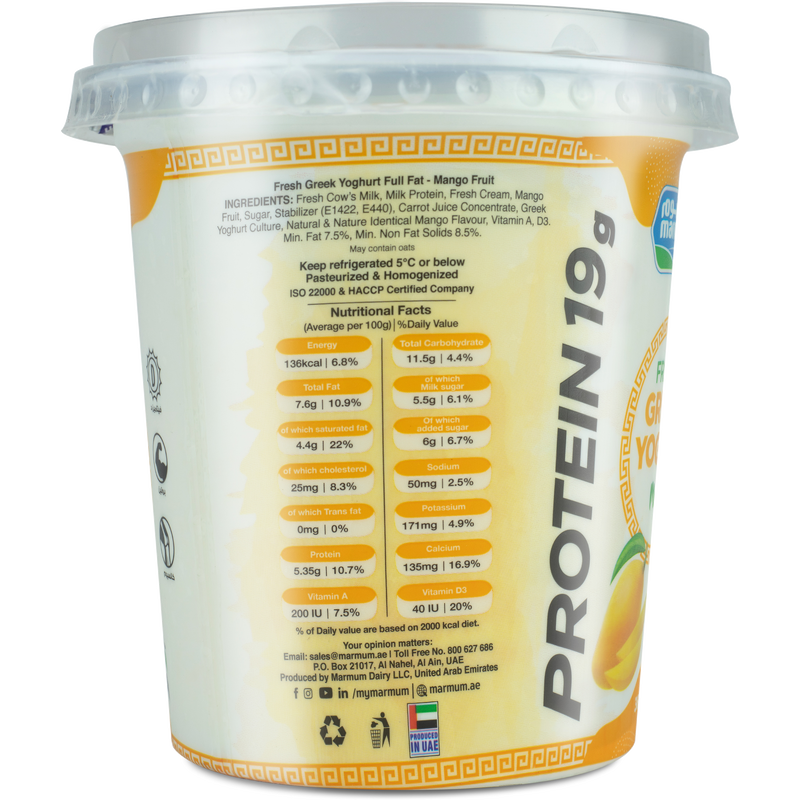 Fresh Greek Yoghurt Full Fat - Mango Fruit
INGREDIENTS: Fresh Cow's Milk, Milk Protein, Fresh Cream, Mango
Fruit, Sugar, Stabilizer (E1422, E440), Carrot Juice Concentrate, Greek
Yoghurt Culture, Natural & Nature Identical Mango Flavour, Vitamin A, D3.
Min. Fat 7.5%, Min. Non Fat Solids 8.5%.
May contain oats
Keep refrigerated 5°C or below
Pasteurized & Homogenized
ISO 22000 & HACCP Certified Company
Nutritional Facts
(Average per 100g) | %Daily Value
Energy
136kcal | 6.8%
Total Fat
7.6g | 10.9%
of which saturated fat
4.4g | 22%
of which cholesterol
25mg | 8.3%
of which Trans fat
0mg | 0%
Protein
5.35g | 10.7%
Vitamin A
200 IU | 7.5%
Total Carbohydrate
11.5g | 4.4%
of which
Milk sugar
5.5g | 6.1%
Of which
added sugar
6g | 6.7%
Sodium
50mg | 2.5%
Potassium
171mg | 4.9%
Calcium
135mg | 16.9%
Vitamin D3
40 IU | 20%
% of Daily value are based on 2000 kcal diet.
Your opinion matters:
Email: sales@marmum.ae | Toll Free No. 800 627 686
P.O. Box 21017, Al Nahel, Al Ain, UAE
Produced by Marmum Dairy LLC, United Arab Emirates
/mymarmum | marmum.ae
PRODUCED
IN UAE
PROTEIN 19g
D